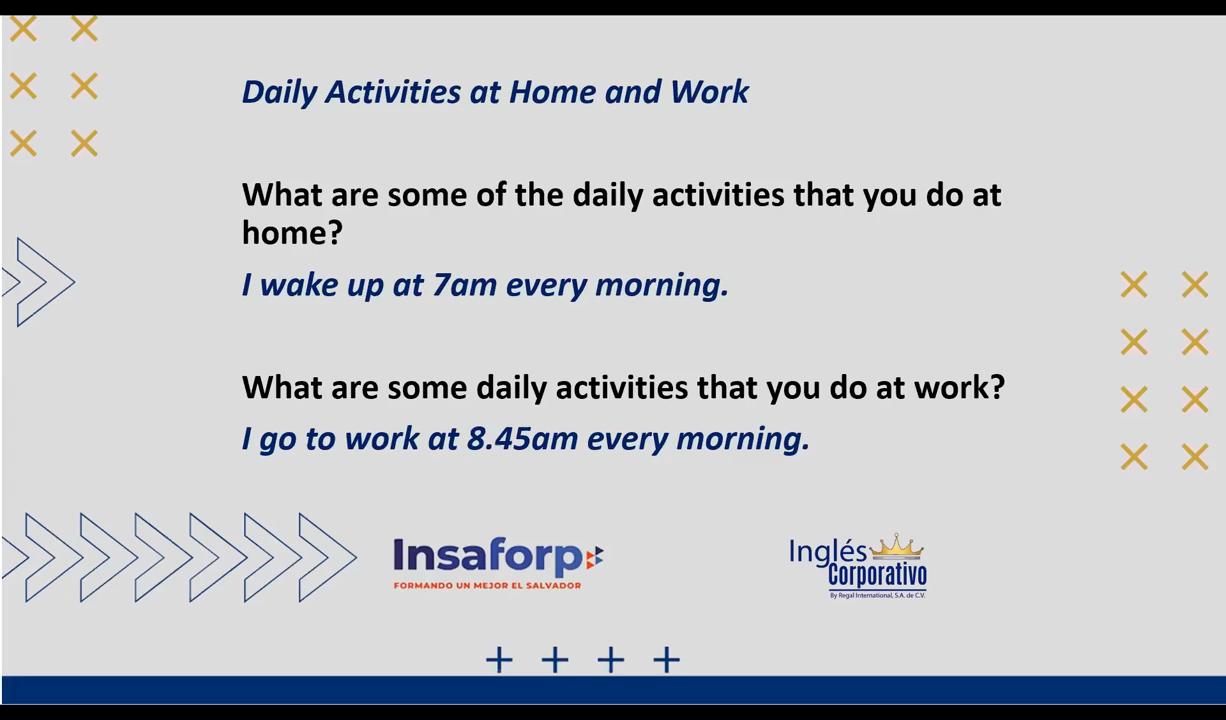 Daily Activities at Home and Work
What are some of the daily activities that you do at
home?
I wake up at 7am every morning.
What are some daily activities that you do at work?
I go to work at 8.45am every morning.
Insaforp
FORMANDO UN MEJOR EL SALVADOR
Inglés
Corporativo
By Regal International, S.A. de C.V.